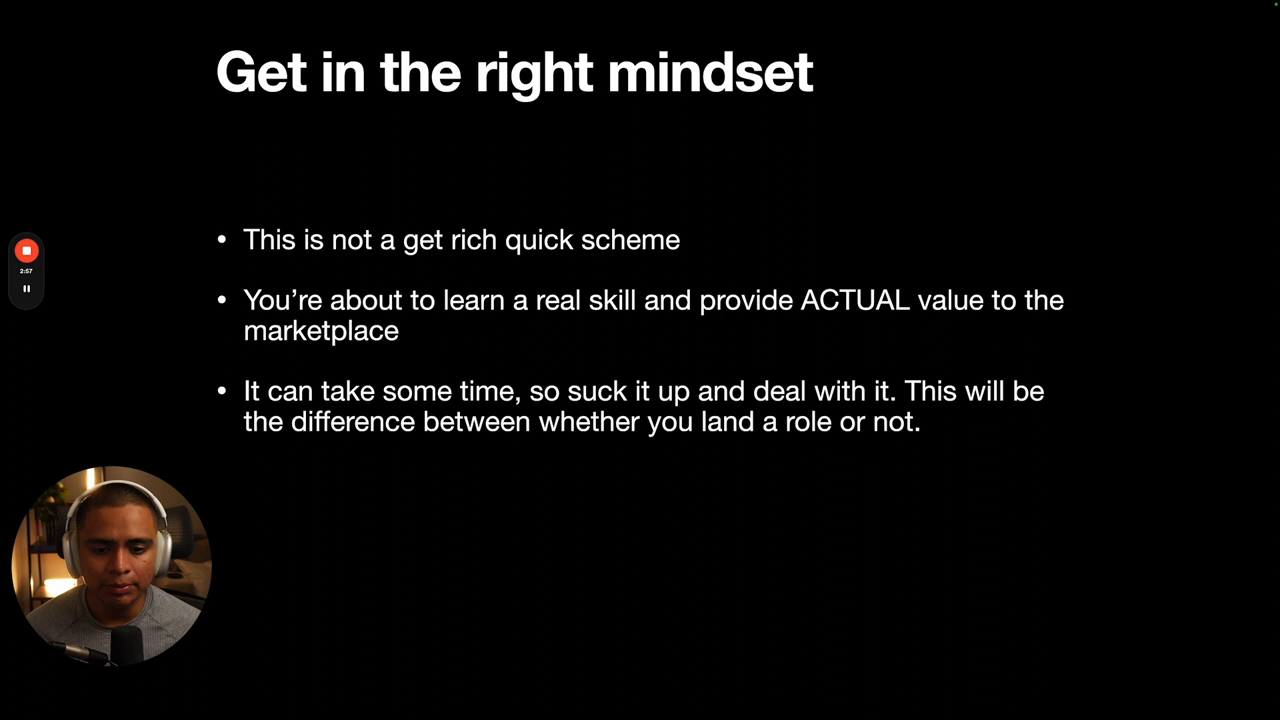 Get in the right mindset
• This is not a get rich quick scheme
• You’re about to learn a real skill and provide ACTUAL value to the
marketplace
• It can take some time, so suck it up and deal with it. This will be
the difference between whether you land a role or not.
2:57